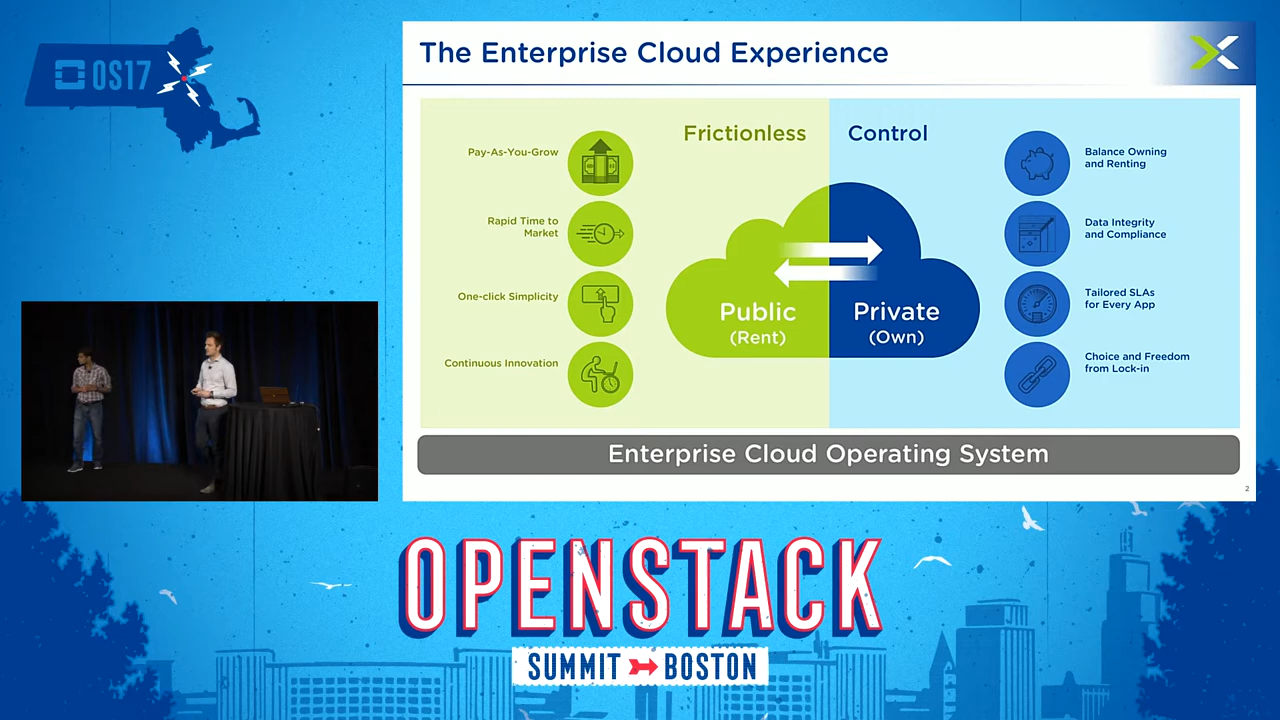 OS17
The Enterprise Cloud Experience
Frictionless
Control
Pay-As-You-Grow
Rapid Time to
Market
One-click Simplicity
Continuous Innovation
Public
(Rent)
Private
(Own)
Balance Owning
and Renting
Data Integrity
and Compliance
Tailored SLAs
for Every App
Choice and Freedom
from Lock-in
Enterprise Cloud Operating System
2
OPENSTACK
SUMMIT BOSTON